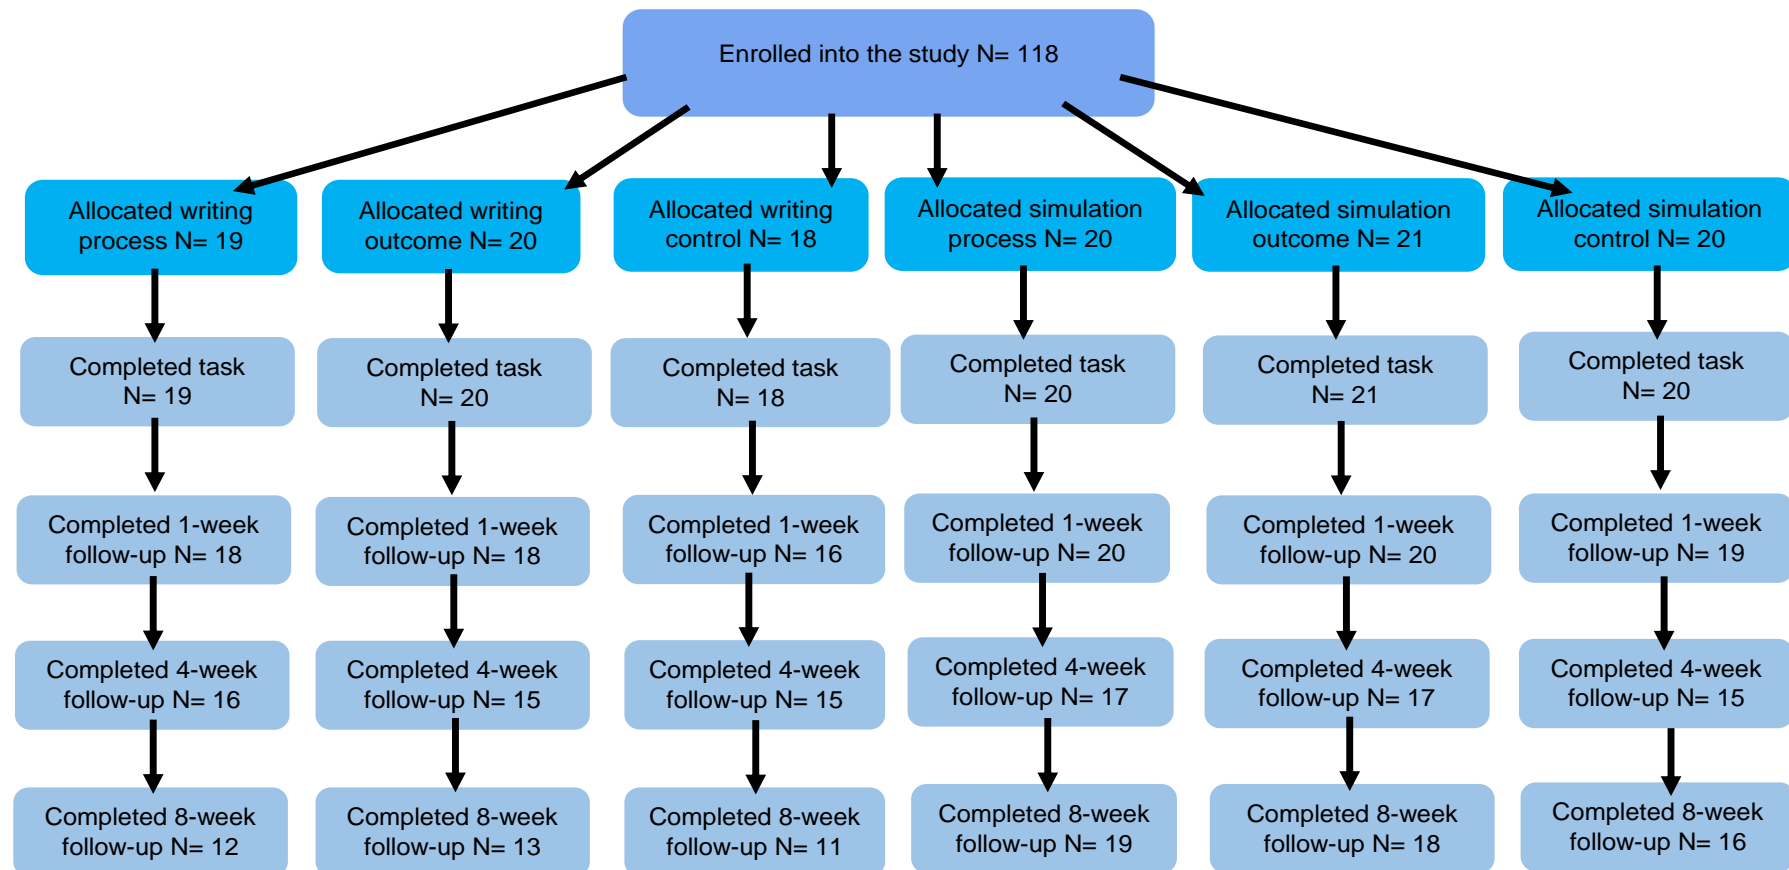 Enrolled into the study N= 118
Allocated writing
process N= 19
Allocated writing
outcome N= 20
Allocated writing
control N= 18
Allocated simulation
process N= 20
Allocated simulation
outcome N= 21
Allocated simulation
control N= 20
Completed task
N= 19
Completed task
N= 20
Completed task
N= 18
Completed task
N= 20
Completed task
N= 21
Completed task
N= 20
Completed 1-week
follow-up N= 18
Completed 1-week
follow-up N= 18
Completed 1-week
follow-up N= 16
Completed 1-week
follow-up N= 20
Completed 1-week
follow-up N= 20
Completed 1-week
follow-up N= 19
Completed 4-week
follow-up N= 16
Completed 4-week
follow-up N= 15
Completed 4-week
follow-up N= 15
Completed 4-week
follow-up N= 17
Completed 4-week
follow-up N= 17
Completed 4-week
follow-up N= 15
Completed 8-week
follow-up N= 12
Completed 8-week
follow-up N= 13
Completed 8-week
follow-up N= 11
Completed 8-week
follow-up N= 19
Completed 8-week
follow-up N= 18
Completed 8-week
follow-up N= 16